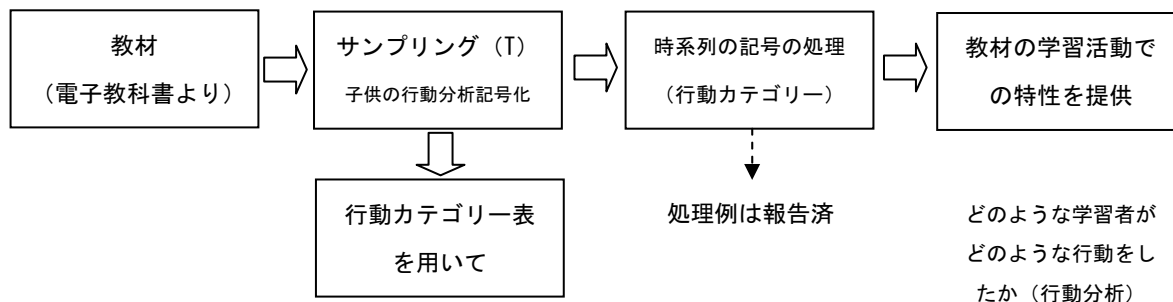 教材
（電子教科書より）
サンプリング（T）
子供の行動分析記号化
時系列の記号の処理
（行動カテゴリー）
教材の学習活動で
の特性を提供
行動カテゴリー表
を用いて
処理例は報告済
どのような学習者が
どのような行動をし
たか（行動分析）